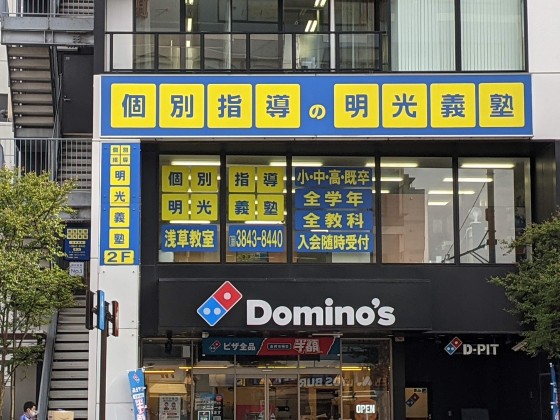 個別指導の明光義塾
個別
指導
明光義塾
2F
個別 指導
明光 義塾
浅草教室
3843-8440
小・中・高・既卒
全学年
全教科
入会随時受付
Domino's
D-PIT
ピザ全品
半額
OPEN